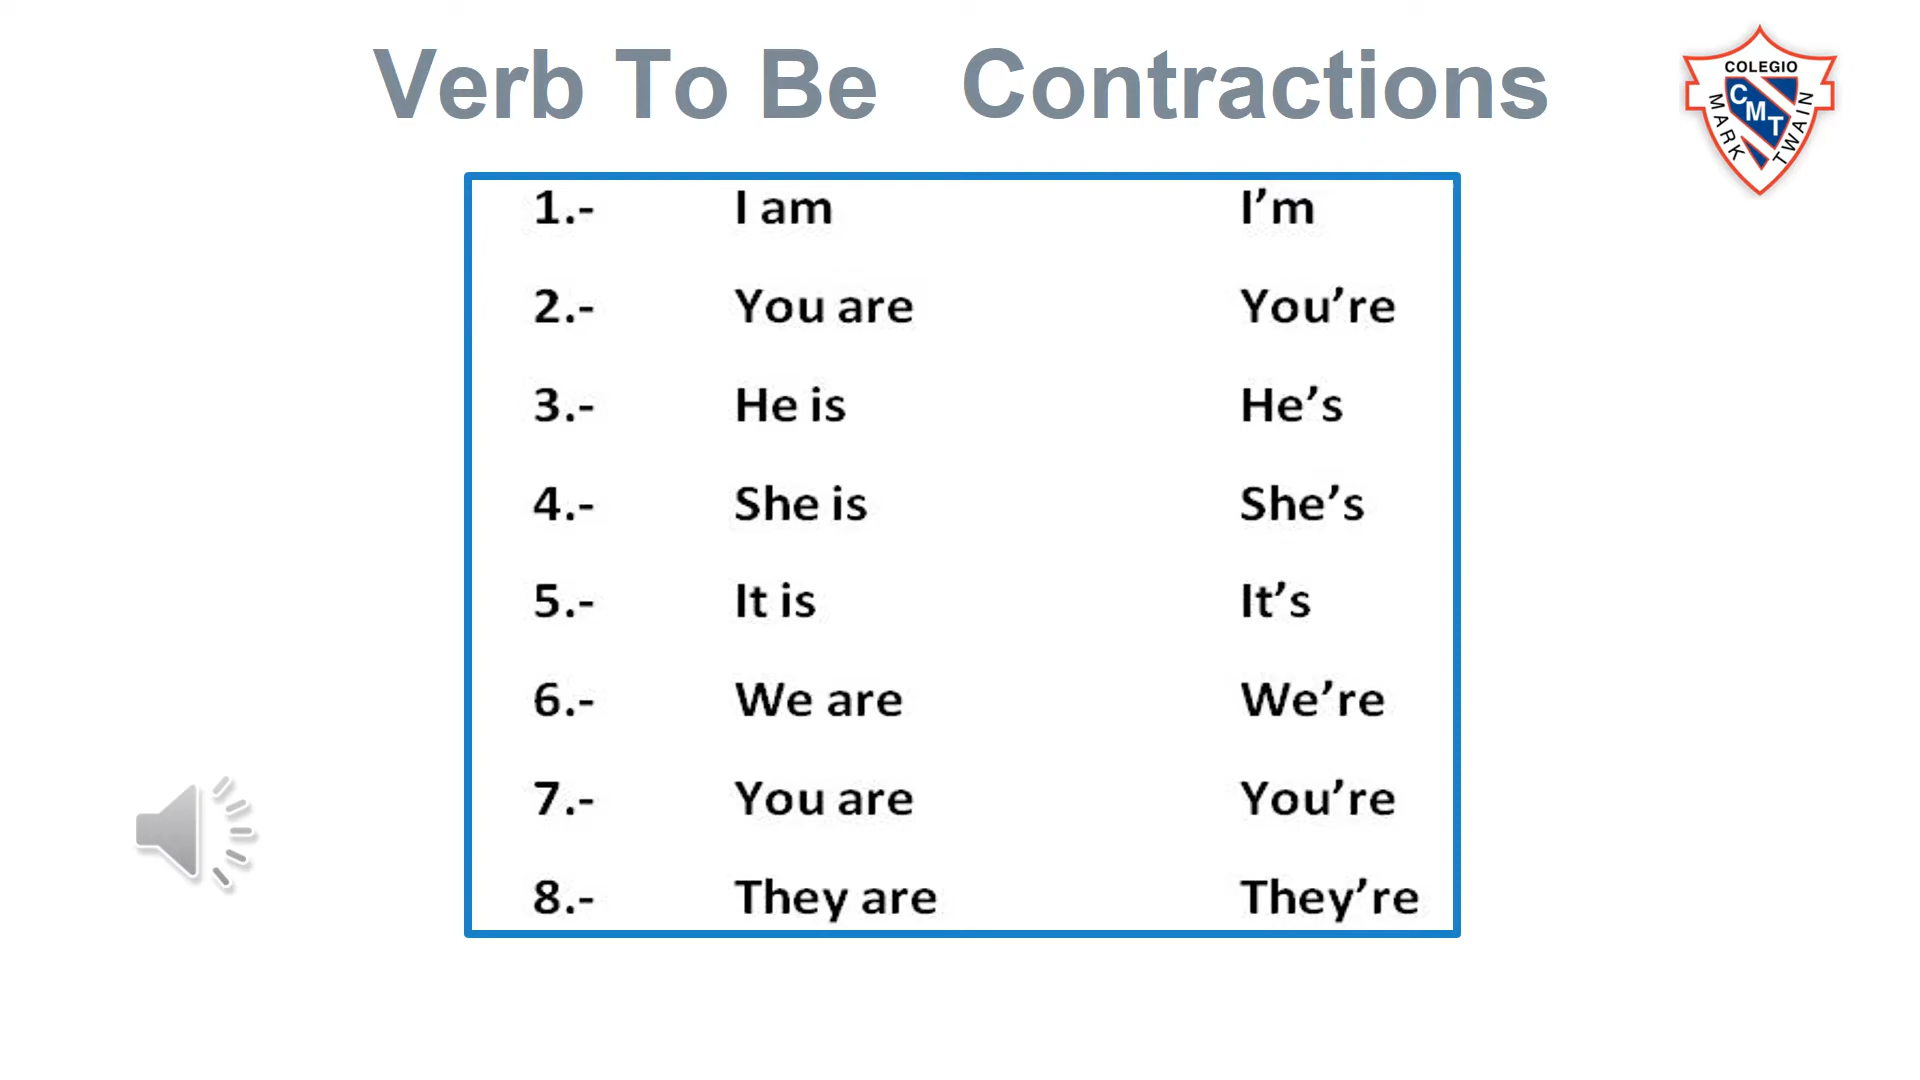 Verb To Be Contractions
COLEGIO
MARK TWAIN
CMT
1.- I am I’m
2.- You are You’re
3.- He is He’s
4.- She is She’s
5.- It is It’s
6.- We are We’re
7.- You are You’re
8.- They are They’re